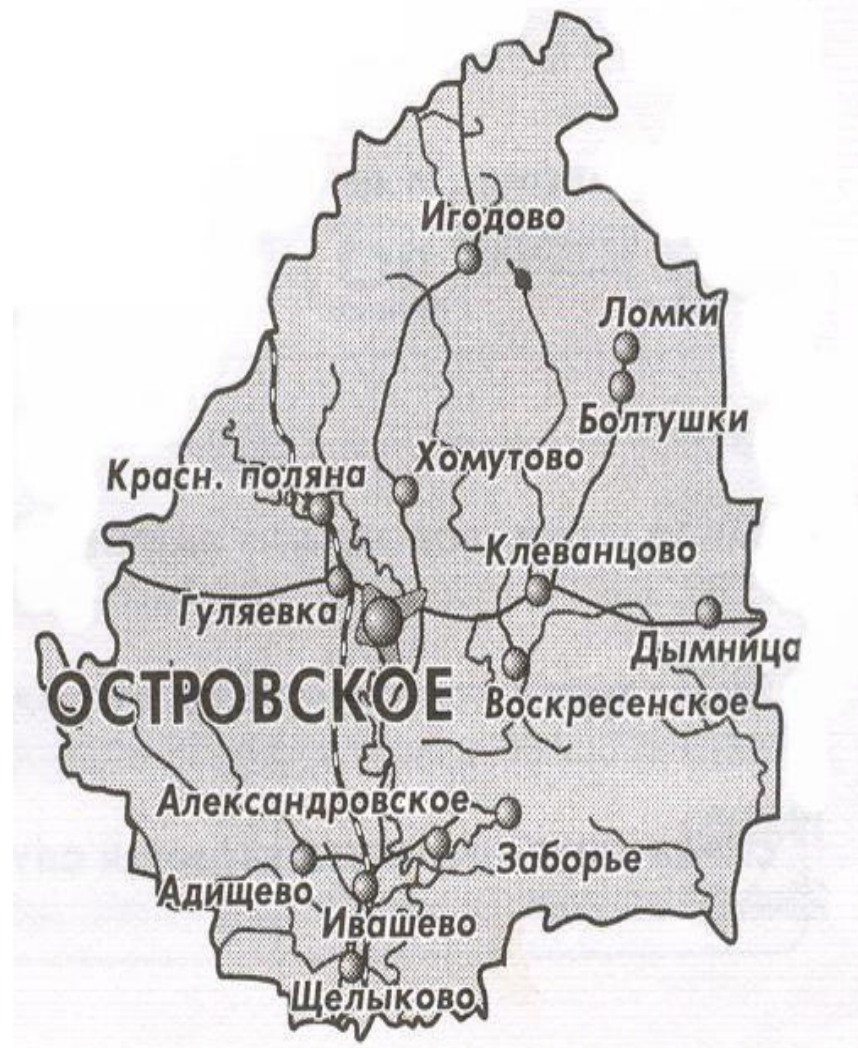 Игодово
Ломки
Болтушки
Хомутово
Красн. поляна
Клеванцово
Гуляевка
Дымница
ОСТРОВСКОЕ
Воскресенское
Александровское
Заборье
Адищево
Ивашево
Щелыково